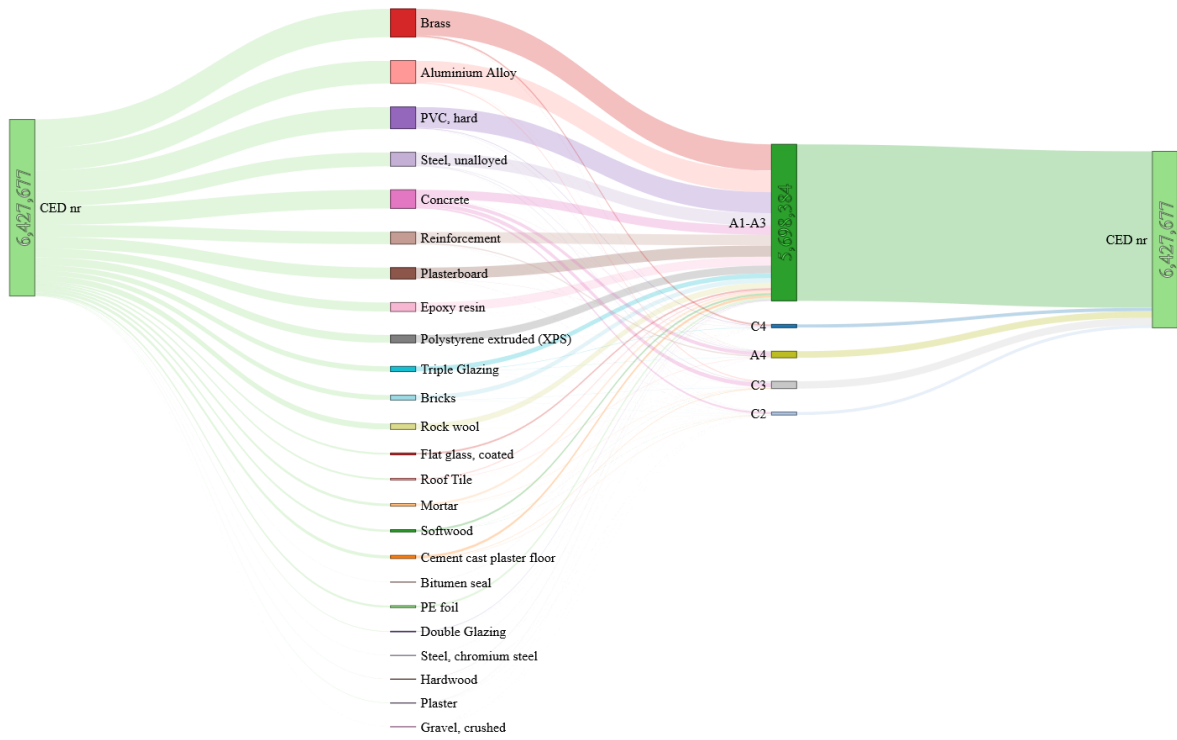 6,427,677
CED nr
Brass
Aluminium Alloy
PVC, hard
Steel, unalloyed
Concrete
Reinforcement
Plasterboard
Epoxy resin
Polystyrene extruded (XPS)
Triple Glazing
Bricks
Rock wool
Flat glass, coated
Roof Tile
Mortar
Softwood
Cement cast plaster floor
Bitumen seal
PE foil
Double Glazing
Steel, chromium steel
Hardwood
Plaster
Gravel, crushed
A1-A3
5,698,384
C4
A4
C3
C2
CED nr
6,427,677